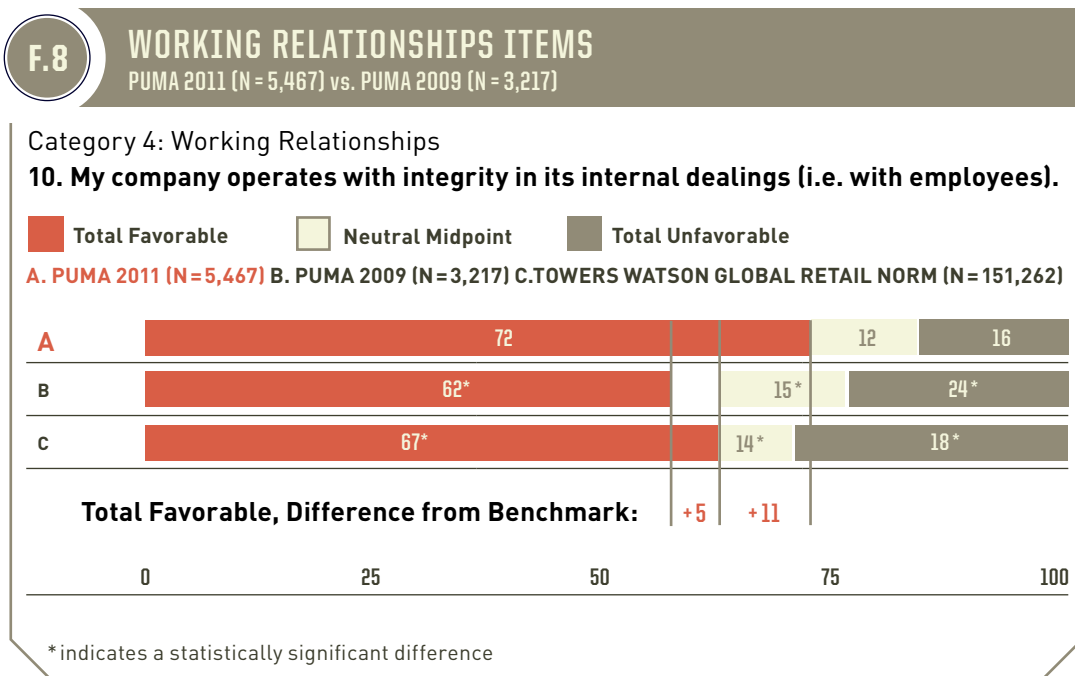 F.8
WORKING RELATIONSHIPS ITEMS
PUMA 2011 (N = 5,467) vs. PUMA 2009 (N = 3,217)
Category 4: Working Relationships
10. My company operates with integrity in its internal dealings (i.e. with employees).
Total Favorable Neutral Midpoint Total Unfavorable
A. PUMA 2011 (N = 5,467) B. PUMA 2009 (N = 3,217) C.TOWERS WATSON GLOBAL RETAIL NORM (N = 151,262)
A 72 12 16
B 62* 15* 24*
C 67* 14* 18*
Total Favorable, Difference from Benchmark: +5 +11
0 25 50 75 100
* indicates a statistically significant difference